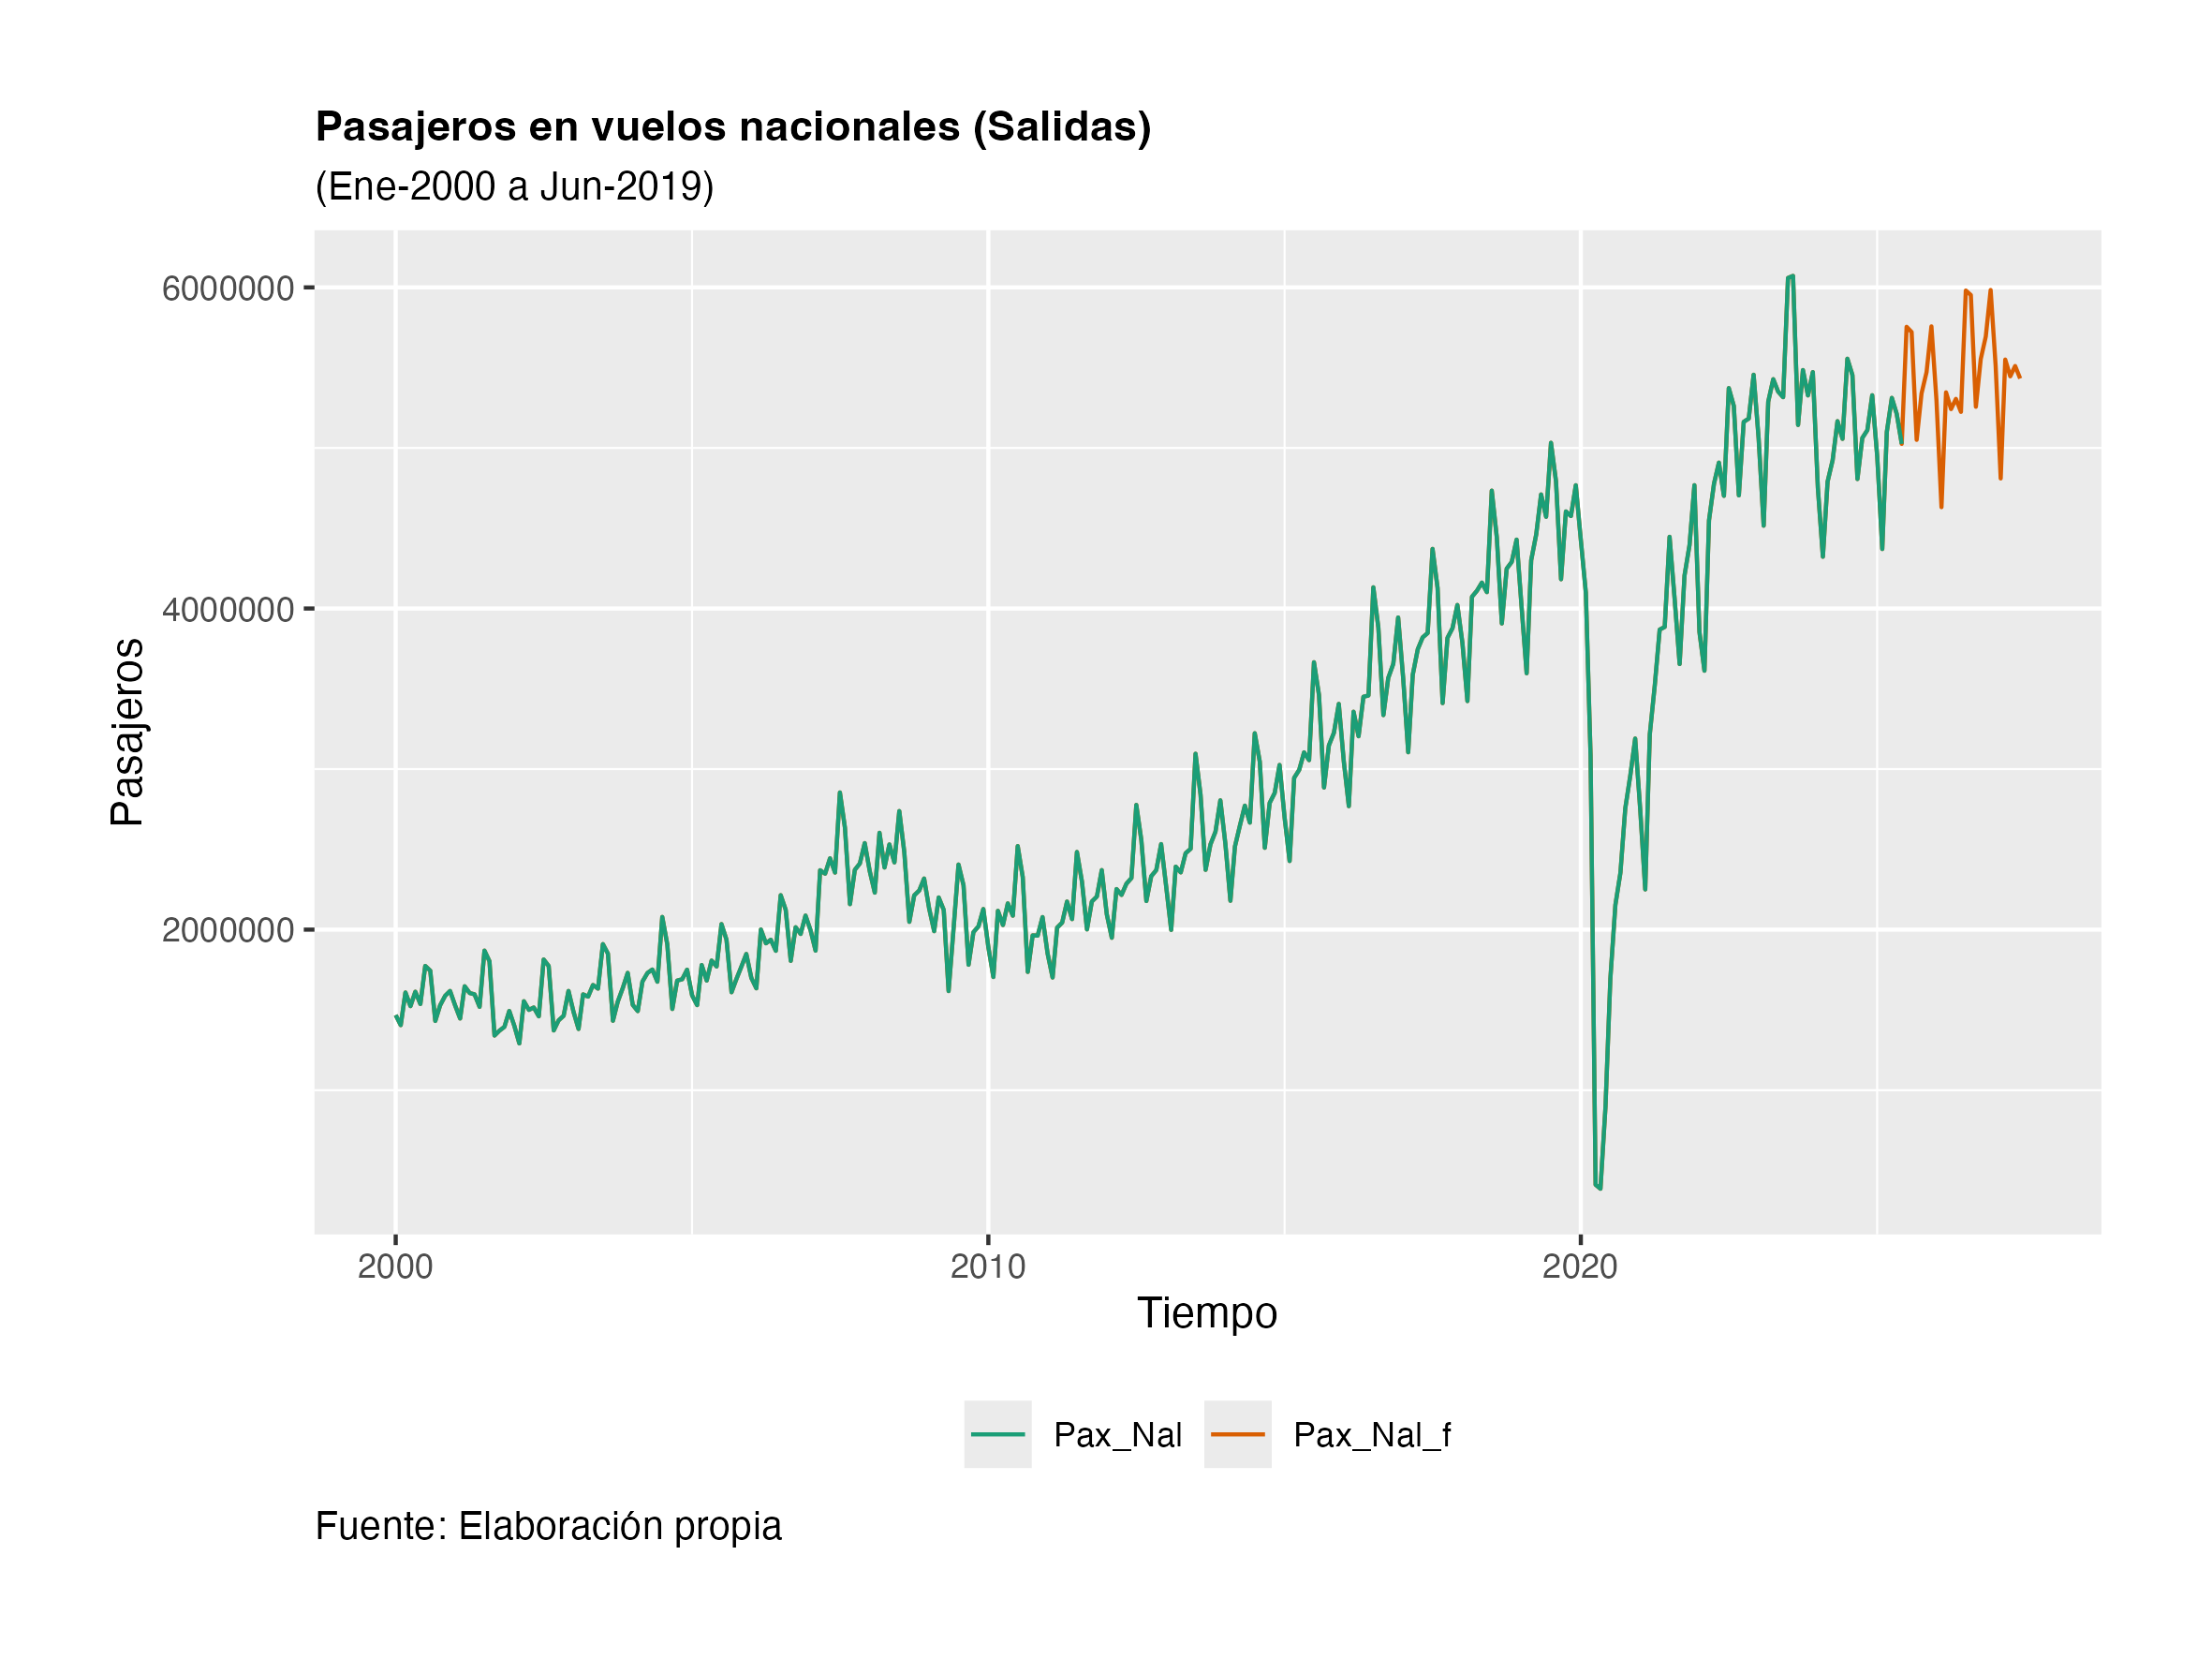 Pasajeros en vuelos nacionales (Salidas)
(Ene-2000 a Jun-2019)
6000000
4000000
2000000
Pasajeros
2000
2010
2020
Tiempo
Pax_Nal
Pax_Nal_f
Fuente: Elaboración propia